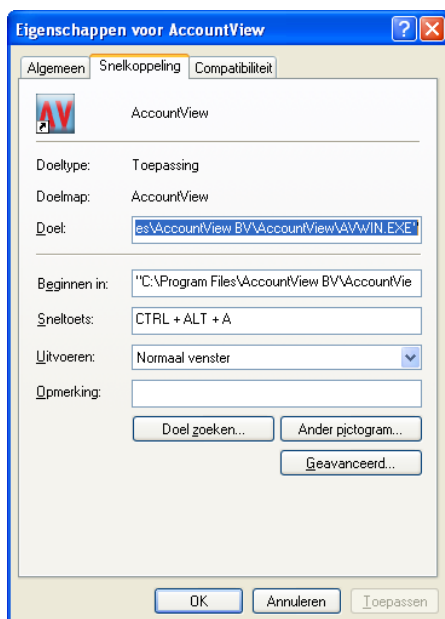 Eigenschappen voor AccountView
Algemeen Snelkoppeling Compatibiliteit
AV
AccountView
Doeltype: Toepassing
Doelmap: AccountView
Doel: es\AccountView BV\AccountView\AVWIN.EXE"
Beginnen in: "C:\Program Files\AccountView BV\AccountVie
Sneltoets: CTRL + ALT + A
Uitvoeren: Normaal venster
Opmerking:
Doel zoeken... Ander pictogram...
Geavanceerd...
OK Annuleren Toepassen